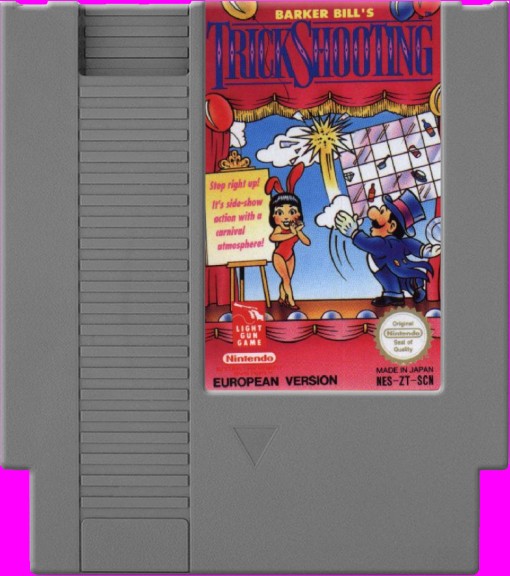 BARKER BILL'S
TRICK SHOOTING
Step right up!
It's side-show
action with a
carnival
atmosphere!
LIGHT
GUN
GAME
Nintendo
EUROPEAN VERSION
Original
Nintendo
Seal of
Quality
MADE IN JAPAN
NES-ZT-SCN